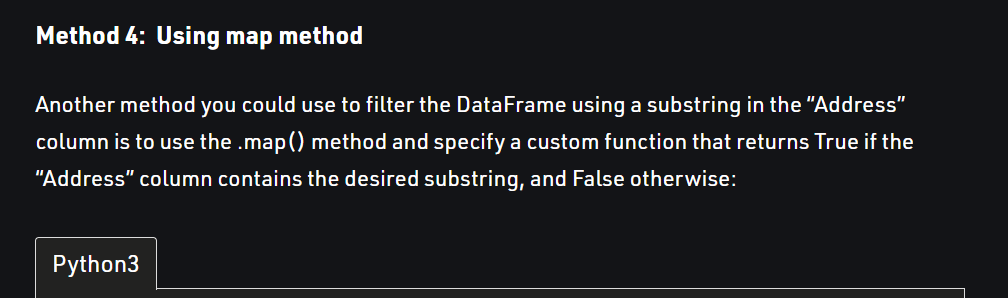 Method 4:  Using map method
Another method you could use to filter the DataFrame using a substring in the “Address”
column is to use the .map() method and specify a custom function that returns True if the
“Address” column contains the desired substring, and False otherwise:
Python3